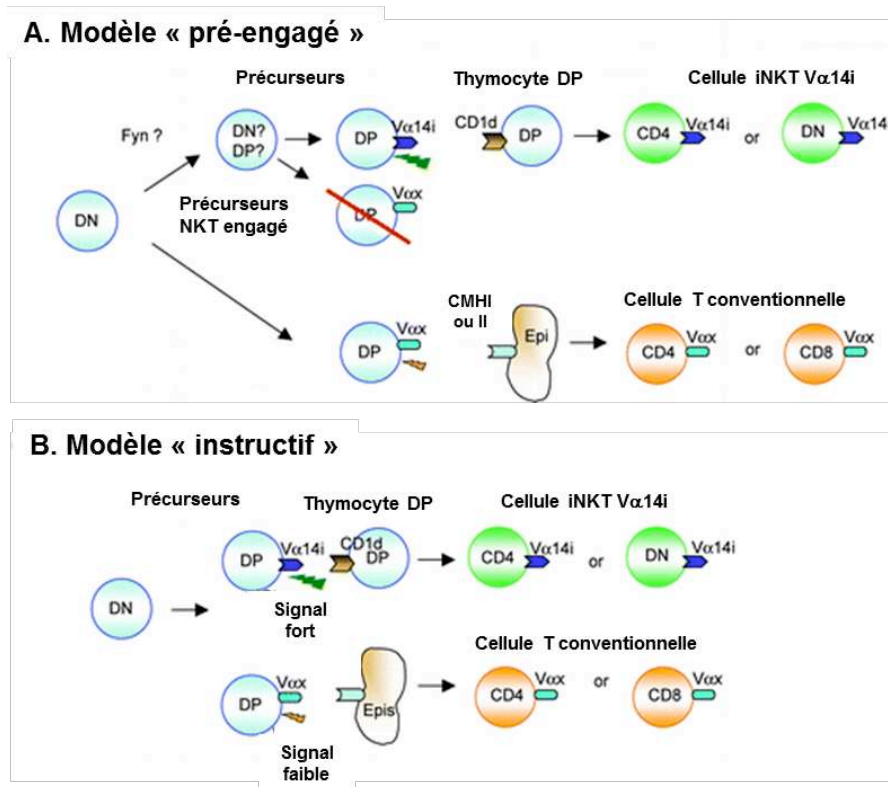 A. Modèle « pré-engagé »
Précurseurs
Thymocyte DP
Cellule iNKT Vα14i
Fyn ?
DN?
DP?
DP
Vα14i
CD1d
DP
CD4
Vα14i
or
DN
Vα14
DN
Précurseurs
NKT engagé
DP
Vαx
CMHI
ou II
Cellule T conventionnelle
DP
Vαx
Epi
CD4
Vαx
or
CD8
Vαx
B. Modèle « instructif »
Précurseurs
Thymocyte DP
Cellule iNKT Vα14i
DP
Vα14i
CD1d
DP
CD4
Vα14i
or
DN
Vα14i
DN
Signal
fort
Cellule T conventionnelle
DP
Vαx
Epis
CD4
Vαx
or
CD8
Vαx
Signal
faible